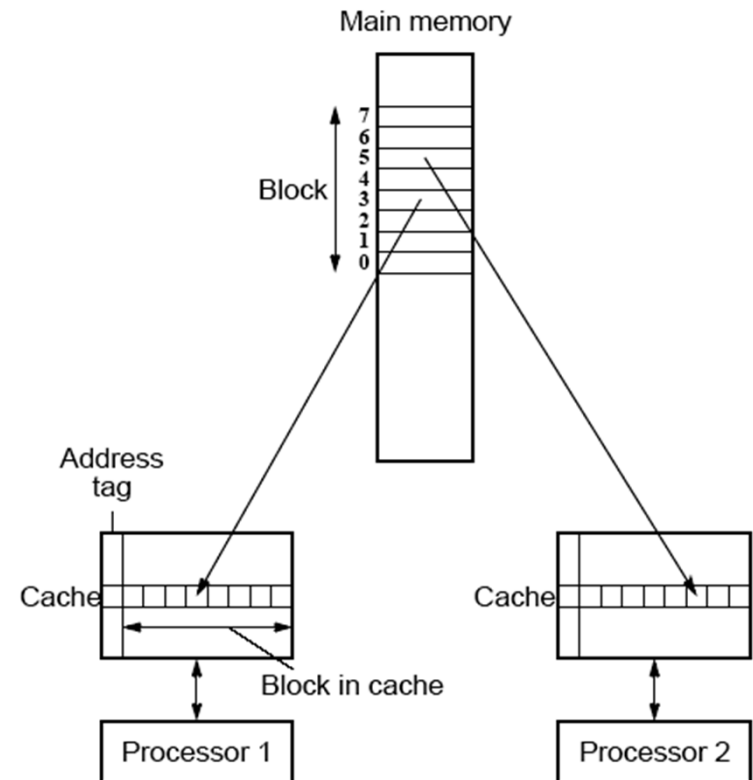 Main memory
7
6
5
4
Block
3
2
1
0
Address
tag
Cache
Cache
Block in cache
Processor 1
Processor 2